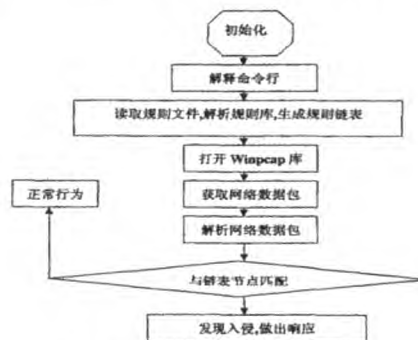 初始化
解释命令行
读取规则文件,解析规则库,生成规则链表
打开 Winpcap 库
获取网络数据包
正常行为
解析网络数据包
与链表节点匹配
发现入侵,做出响应